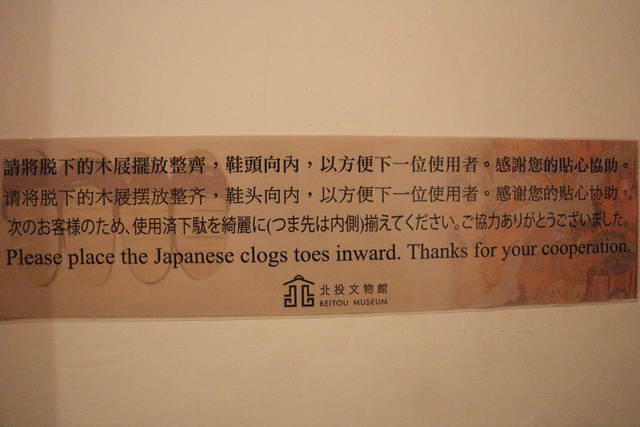 請將脫下的木屐擺放整齊，鞋頭向內，以方便下一位使用者。感謝您的貼心協助。
请将脱下的木屐摆放整齐，鞋头向内，以方便下一位使用者。感谢您的贴心协助。
次のお客様のため、使用済下駄を綺麗に(つま先は内側)揃えてください。ご協力ありがとうございました。
Please place the Japanese clogs toes inward. Thanks for your cooperation.
北投文物館
BEITOU MUSEUM